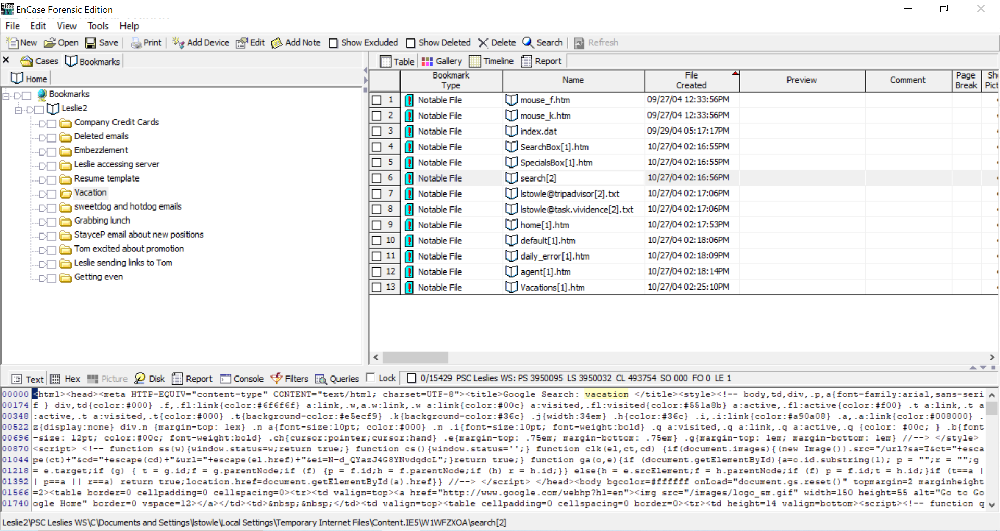 EnCase Forensic Edition
File Edit View Tools Help
New Open Save Print Add Device Edit Add Note Show Excluded Show Deleted Delete Search Refresh
Cases Bookmarks
Home
Bookmarks
Leslie2
Company Credit Cards
Deleted emails
Embezzlement
Leslie accessing server
Resume template
Vacation
sweetdog and hotdog emails
Grabbing lunch
StayceP email about new positions
Tom excited about promotion
Leslie sending links to Tom
Getting even
Table Gallery Timeline Report
Bookmark Type Name File Created Preview Comment Page Break
1 Notable File mouse_f.htm 09/27/04 12:33:56PM
2 Notable File mouse_k.htm 09/27/04 12:33:56PM
3 Notable File index.dat 09/29/04 05:17:17PM
4 Notable File SearchBox[1].htm 10/27/04 02:16:55PM
5 Notable File SpecialsBox[1].htm 10/27/04 02:16:55PM
6 Notable File search[2] 10/27/04 02:16:56PM
7 Notable File lstowle@tripadvisor[2].txt 10/27/04 02:17:06PM
8 Notable File lstowle@task.vividence[2].txt 10/27/04 02:17:06PM
9 Notable File home[1].htm 10/27/04 02:17:53PM
10 Notable File default[1].htm 10/27/04 02:18:06PM
11 Notable File daily_error[1].htm 10/27/04 02:18:09PM
12 Notable File agent[1].htm 10/27/04 02:18:14PM
13 Notable File Vacations[1].htm 10/27/04 02:25:10PM
Text Hex Picture Disk Report Console Filters Queries Lock 0/15429 PSC Leslies WS: PS 3950095 LS 3950032 CL 493754 SO 000 FO 0 LE 1
00000 <html><head><meta HTTP-EQUIV="content-type" CONTENT="text/html; charset=UTF-8"><title>Google Search: vacation </title><style><!-- body,td,div,.p,a{font-family:arial,sans-seri
00174 f } div,td{color:#000} .f,.fl:link{color:#6f6f6f} a:link,.w,a.w:link,.w a:link{color:#00c} a:visited,.fl:visited{color:#551a8b} a:active,.fl:active{color:#f00} .t a:link,.t a
00348 :active,.t a:visited,.t{color:#000} .t{background-color:#e5ecf9} .k{background-color:#36c} .j{width:34em} .h{color:#36c} .i,.i:link{color:#a90a08} .a,.a:link{color:#008000} .
00522 z{display:none} div.n {margin-top: 1ex} .n a{font-size:10pt; color:#000} .n .i{font-size:10pt; font-weight:bold} .q a:visited,.q a:link,.q a:active,.q {color: #00c; } .b{font
00696 -size: 12pt; color:#00c; font-weight:bold} .ch{cursor:pointer;cursor:hand} .e{margin-top: .75em; margin-bottom: .75em} .g{margin-top: 1em; margin-bottom: 1em} //--> </style>
00870 <script> <!-- function ss(w){window.status=w;return true;} function cs(){window.status='';} function clk(el,ct,cd) {if(document.images){(new Image()).src="/url?sa=T&ct="+esca
01044 pe(ct)+"&cd="+escape(cd)+"&url="+escape(el.href)+"&ei=N-d_QYazJ4G8YNvdqdoL";}return true;} function ga(o,e){if (document.getElementById){a=o.id.substring(1); p = "";r = "";g
01218 = e.target;if (g) { t = g.id;f = g.parentNode;if (f) {p = f.id;h = f.parentNode;if (h) r = h.id;}} else{h = e.srcElement;f = h.parentNode;if (f) p = f.id;t = h.id;}if (t==a |
01392 | p==a || r==a) return true;location.href=document.getElementById(a).href}} //--> </script> </head><body bgcolor=#ffffff onLoad="document.gs.reset()" topmargin=2 marginheight
01566 =2><table border=0 cellpadding=0 cellspacing=0><tr><td valign=top><a href="http://www.google.com/webhp?hl=en"><img src="/images/logo_sm.gif" width=150 height=55 alt="Go to Go
01740 ogle Home" border=0 vspace=12></a></td><td>&nbsp;&nbsp;</td><td valign=top><table cellpadding=0 cellspacing=0 border=0><tr><td height=14 valign=bottom><script><!-- function q
Leslie2\PSC Leslies WS\C\Documents and Settings\lstowle\Local Settings\Temporary Internet Files\Content.IE5\W1WFZXOA\search[2]